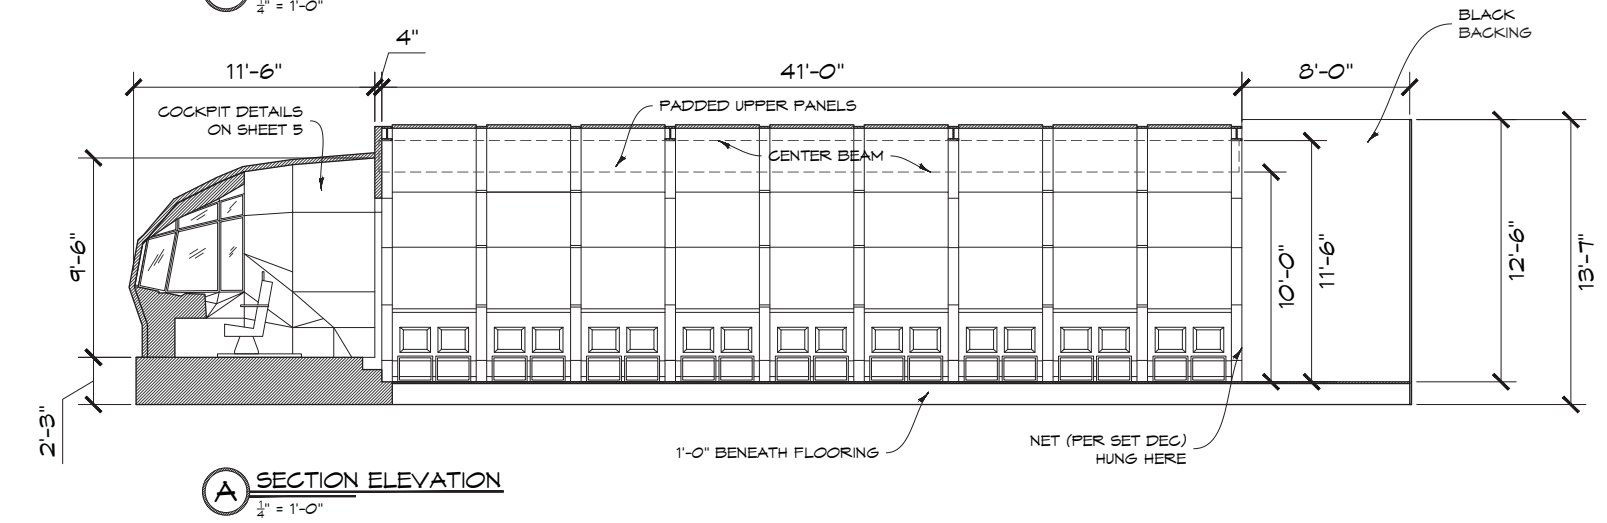 ¼" = 1'-0"
BLACK
BACKING
4"
11'-6"
41'-0"
8'-0"
COCKPIT DETAILS
ON SHEET 5
PADDED UPPER PANELS
CENTER BEAM
9'-6"
10'-0"
11'-6"
12'-6"
13'-7"
2'-3"
1'-0" BENEATH FLOORING
NET (PER SET DEC)
HUNG HERE
A SECTION ELEVATION
¼" = 1'-0"